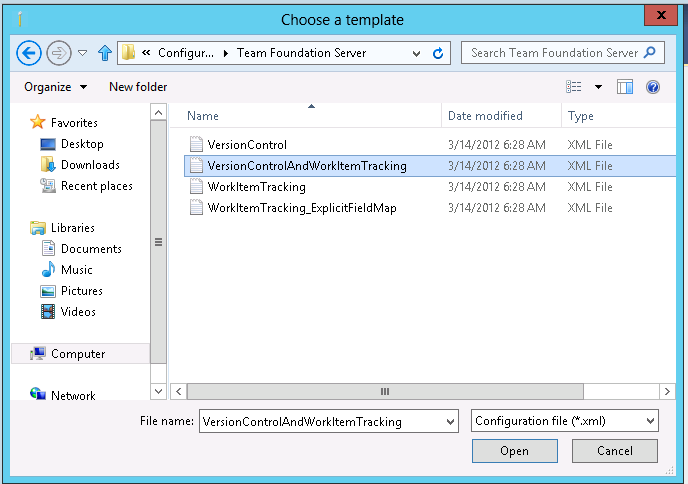 Choose a template
« Configur... Team Foundation Server
Search Team Foundation Server
Organize New folder
Name Date modified Type
Favorites
Desktop
Downloads
Recent places
Libraries
Documents
Music
Pictures
Videos
Computer
Network
VersionControl 3/14/2012 6:28 AM XML File
VersionControlAndWorkItemTracking 3/14/2012 6:28 AM XML File
WorkItemTracking 3/14/2012 6:28 AM XML File
WorkItemTracking_ExplicitFieldMap 3/14/2012 6:28 AM XML File
File name: VersionControlAndWorkItemTracking Configuration file (*.xml)
Open Cancel